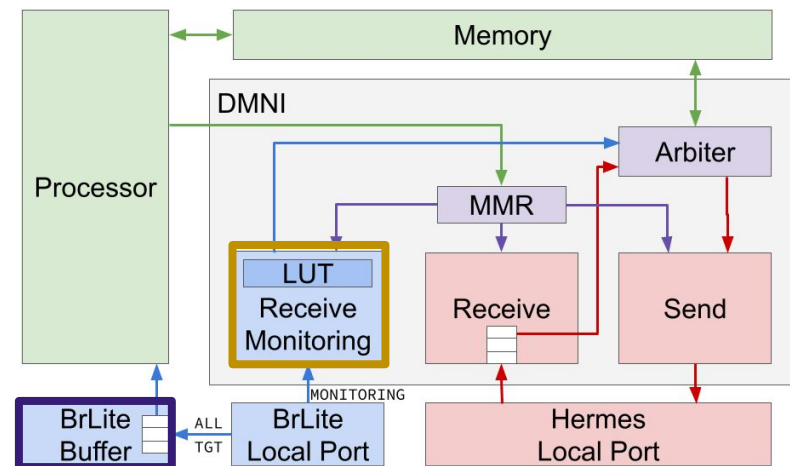 Memory
DMNI
Processor
Arbiter
MMR
LUT
Receive
Monitoring
Receive
Send
MONITORING
BrLite
Buffer
ALL
TGT
BrLite
Local Port
Hermes
Local Port